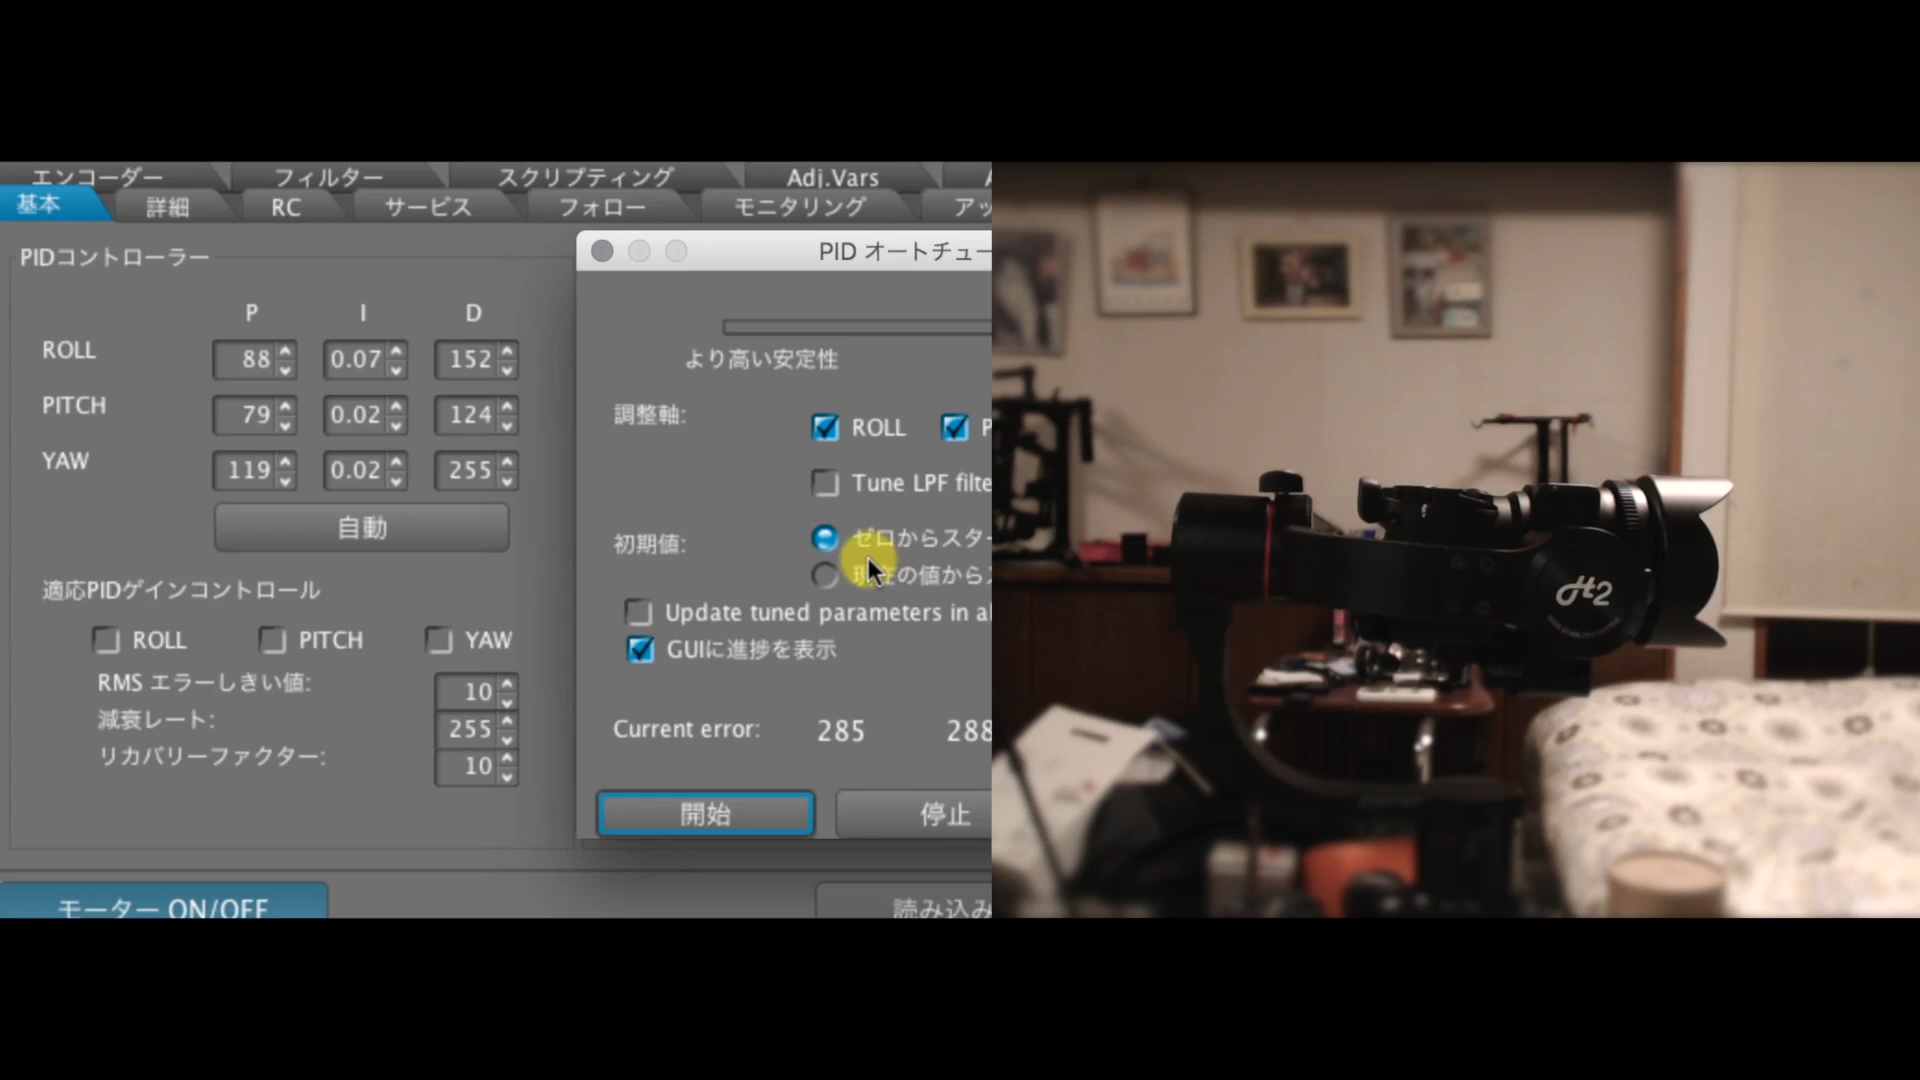 エンコーダー フィルター スクリプティング Adj.Vars
基本 詳細 RC サービス フォロー モニタリング アッ
PIDコントローラー
P I D
ROLL 88 0.07 152
PITCH 79 0.02 124
YAW 119 0.02 255
自動
適応PIDゲインコントロール
ROLL PITCH YAW
RMS エラーしきい値: 10
減衰レート: 255
リカバリーファクター: 10
モーター ON/OFF
PID オートチュー
より高い安定性
調整軸: ROLL P
Tune LPF filte
初期値: ゼロからスター
現在の値から
Update tuned parameters in al
GUIに進捗を表示
Current error: 285 288
開始 停止
読み込み
H2